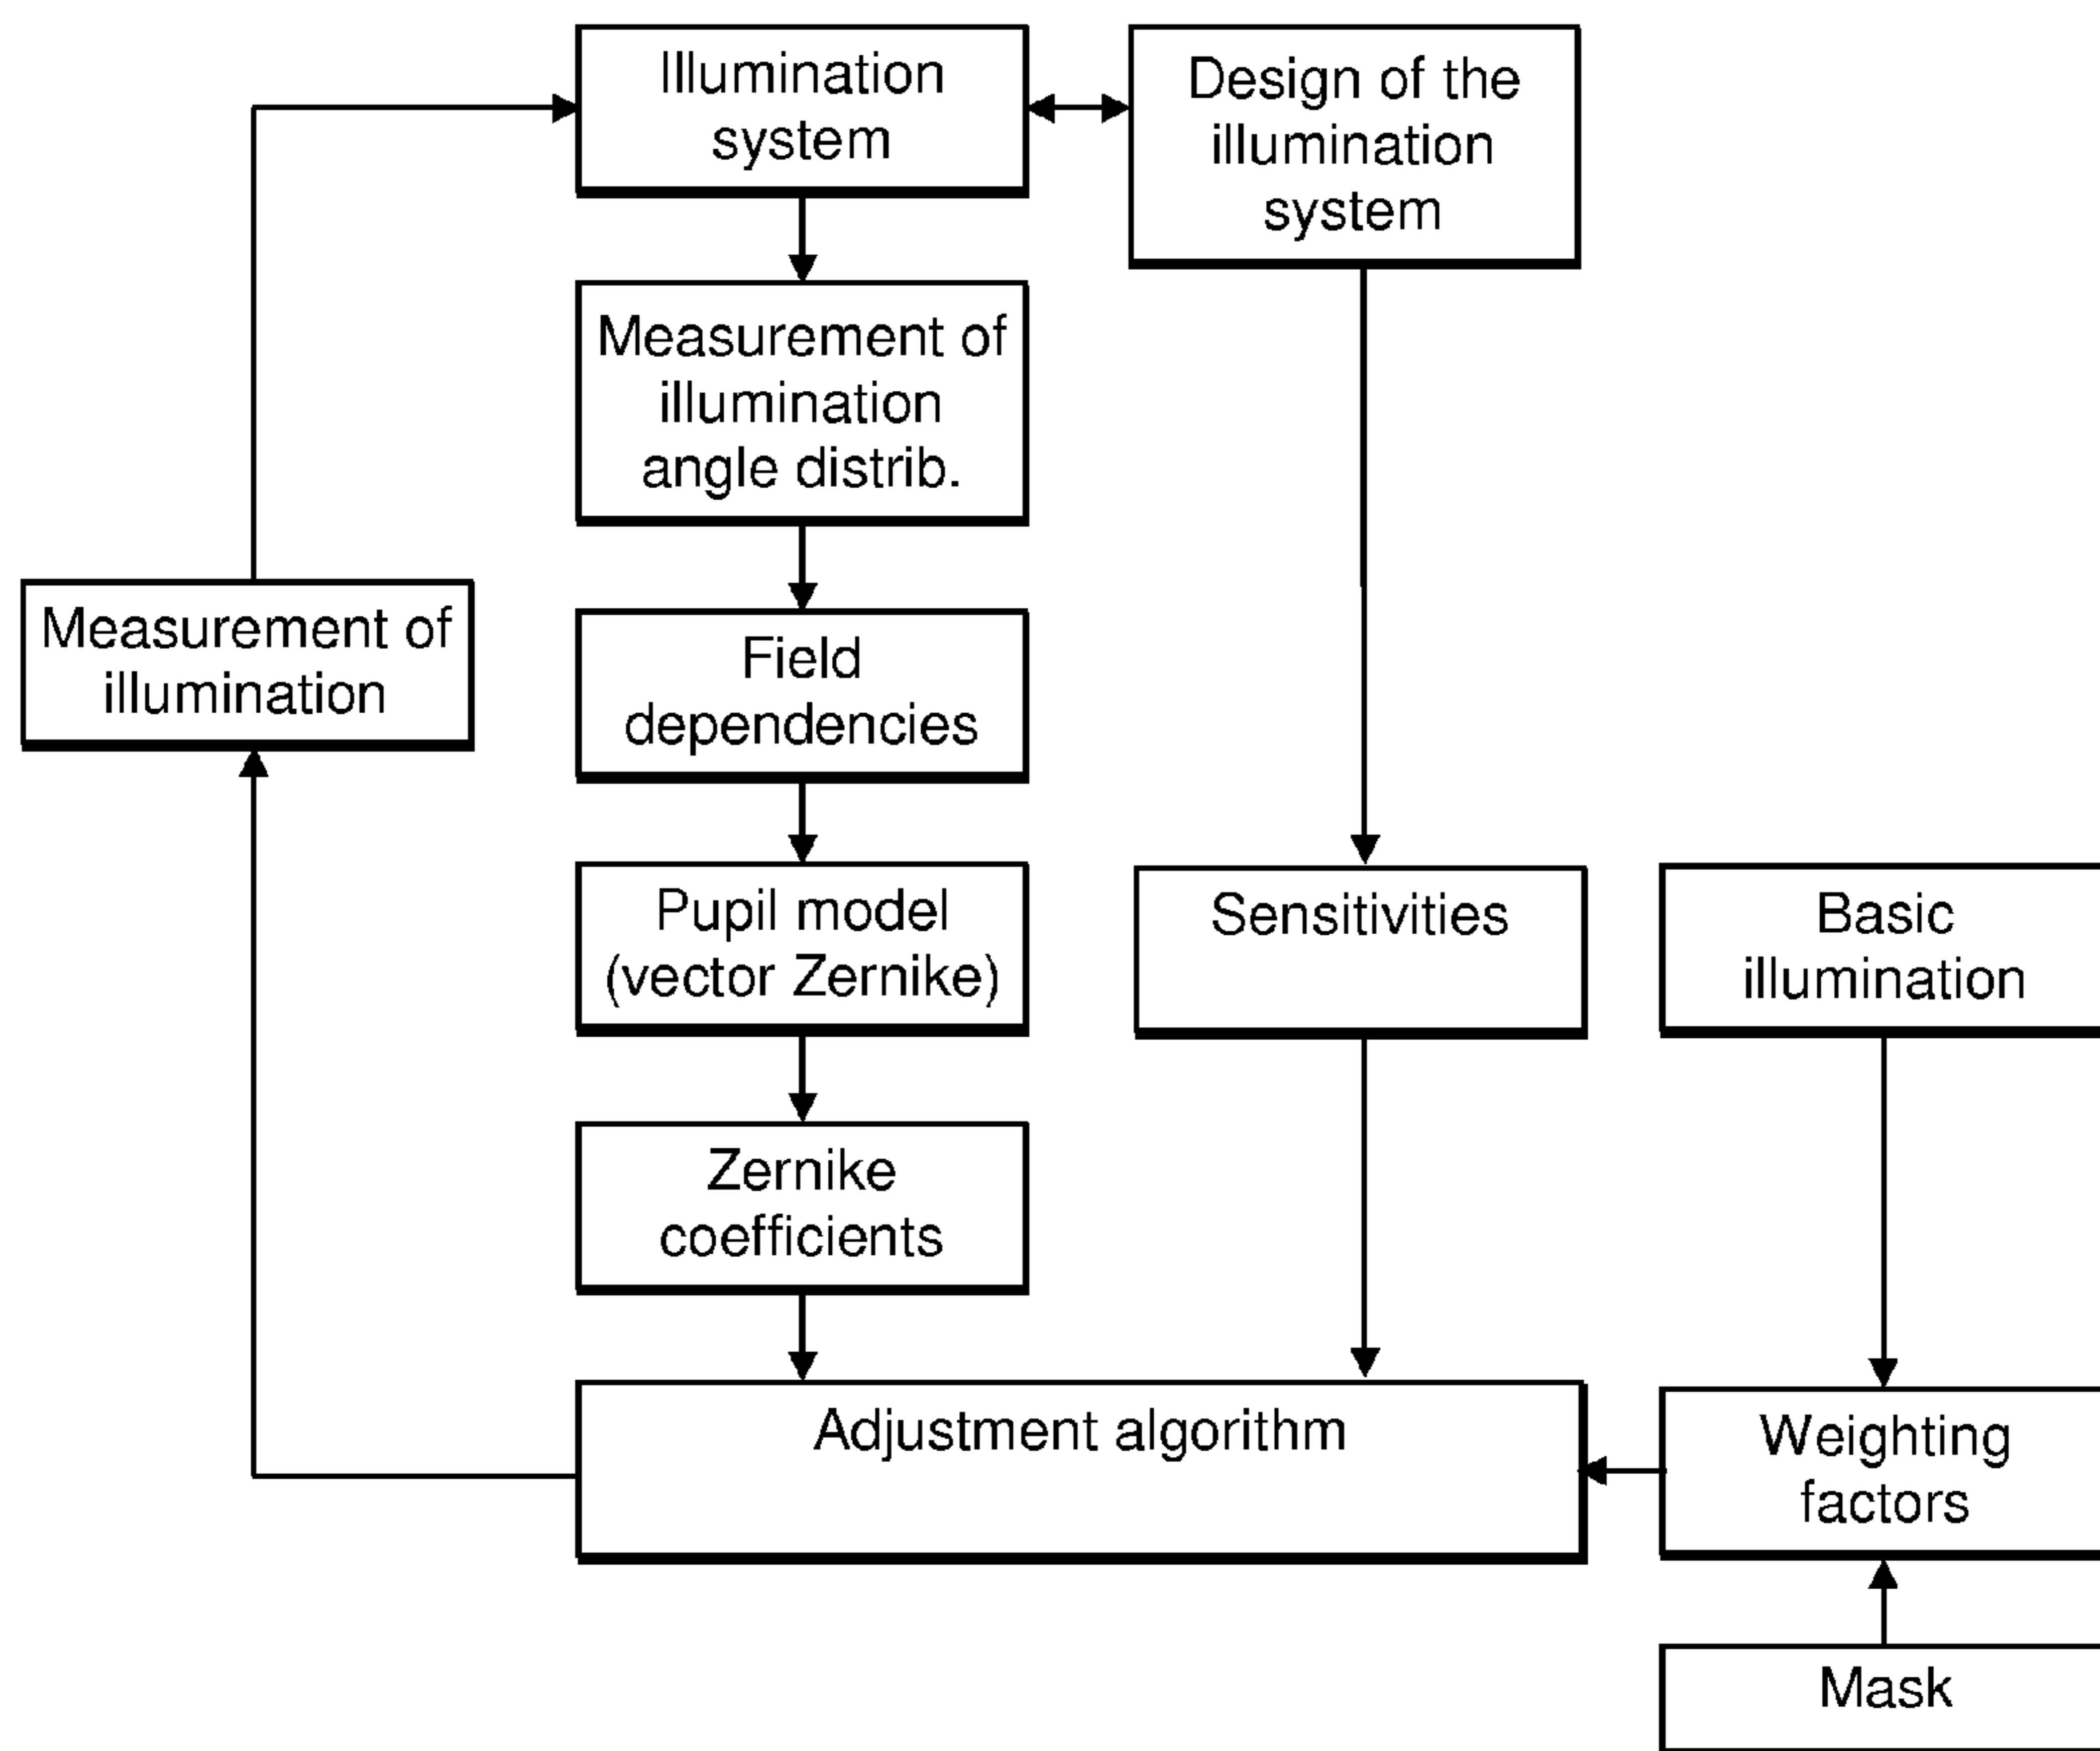 Illumination
system
Design of the
illumination
system
Measurement of
illumination
angle distrib.
Measurement of
illumination
Field
dependencies
Pupil model
(vector Zernike)
Sensitivities
Basic
illumination
Zernike
coefficients
Adjustment algorithm
Weighting
factors
Mask